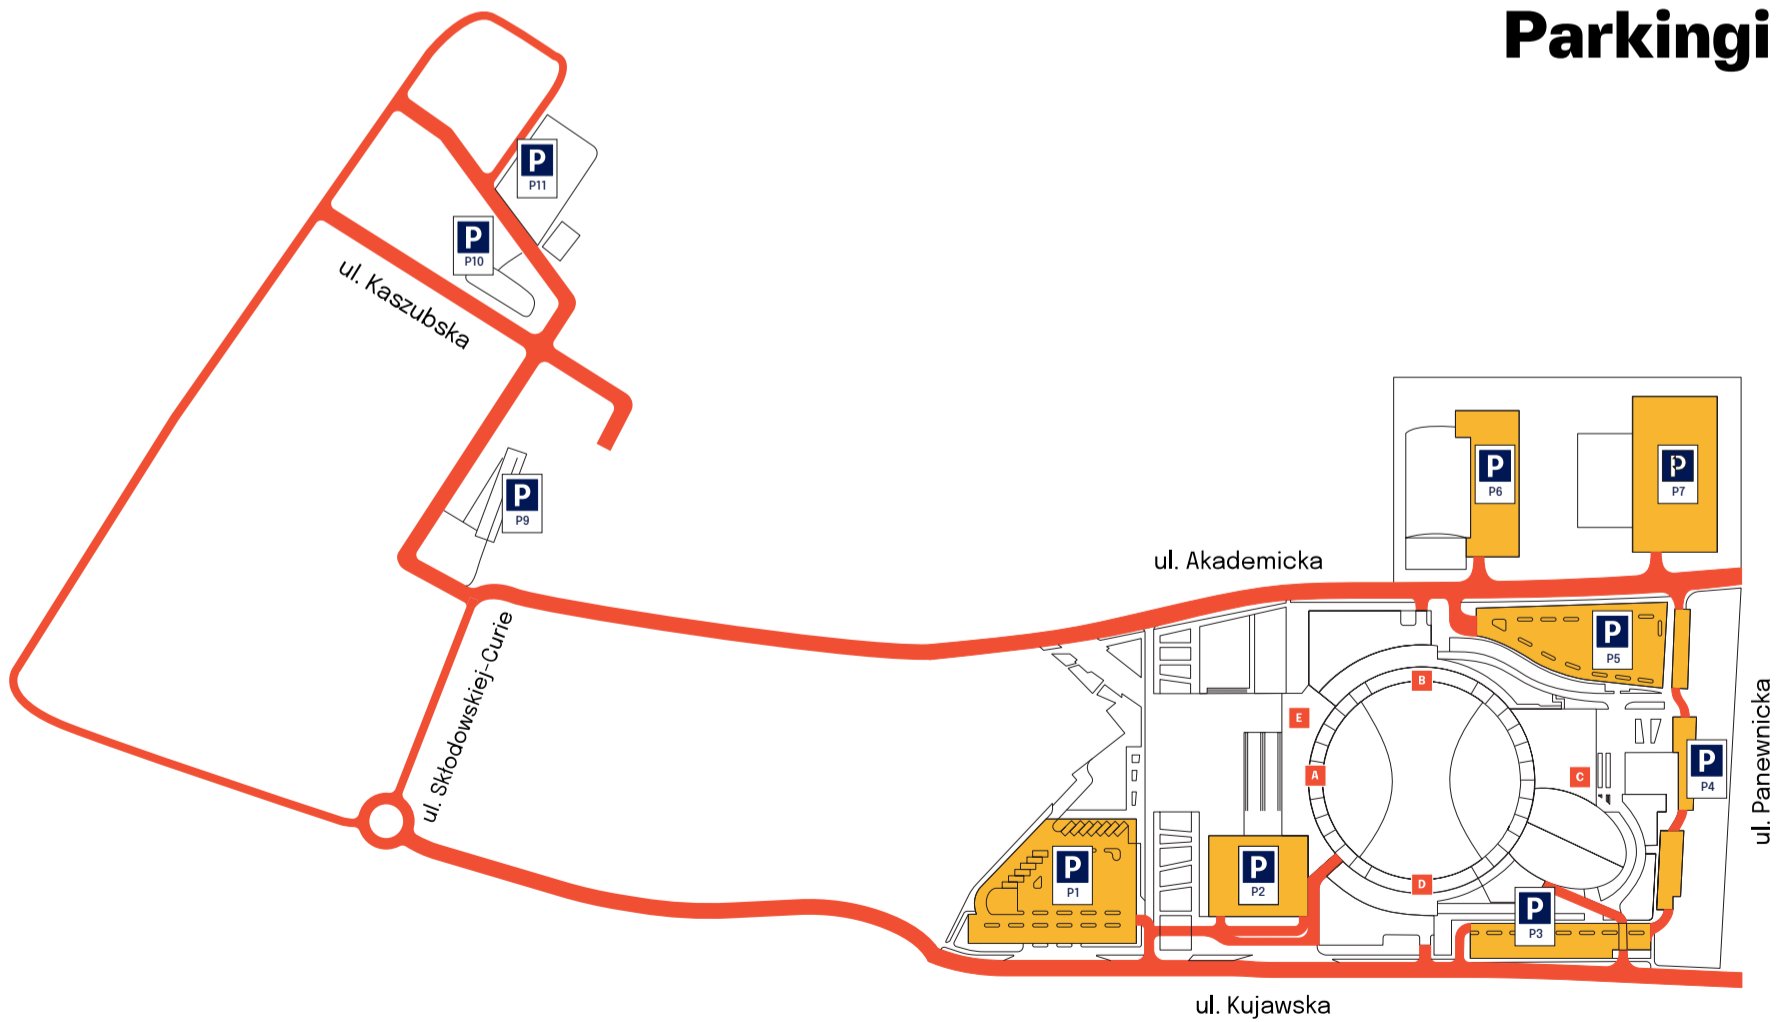 Parkingi
P
P11
P
P10
ul. Kaszubska
P
P9
P
P6
P
P7
ul. Akademicka
ul. Skłodowskiej-Curie
P
P5
B
E
A
C
P
P4
ul. Panewnicka
P
P1
P
P2
D
P
P3
ul. Kujawska